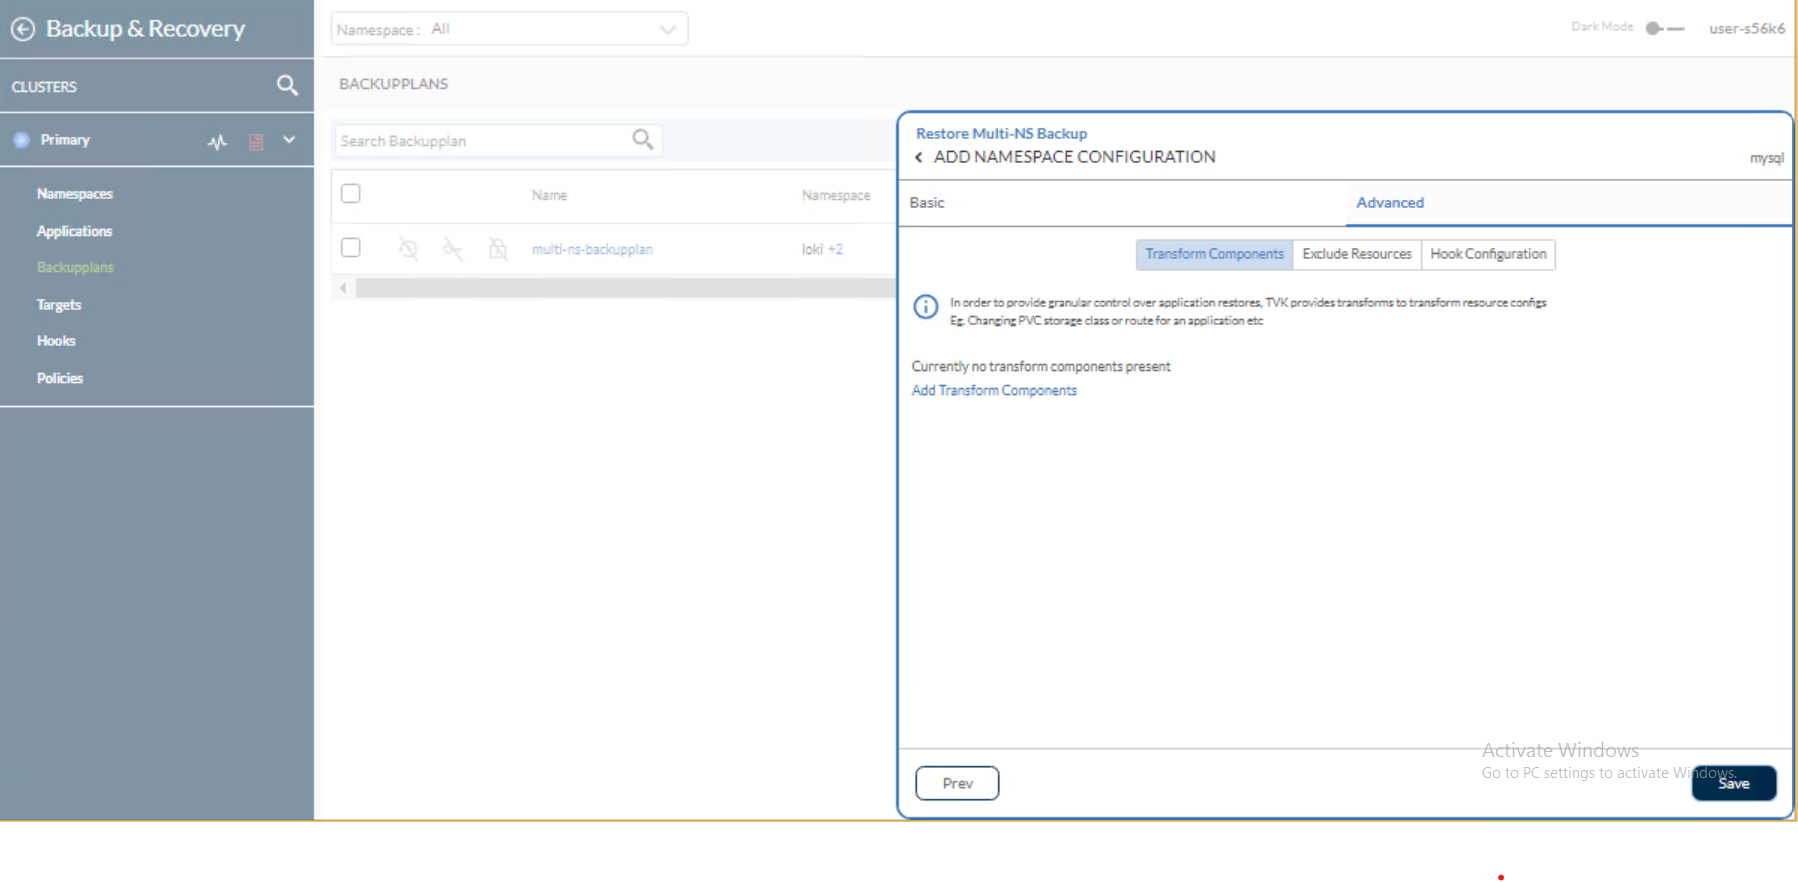 Backup & Recovery
Namespace : All
Dark Mode
user-s56k6
CLUSTERS
BACKUPPLANS
Primary
Search Backupplan
Namespaces
Applications
Backupplans
Targets
Hooks
Policies
Name
Namespace
multi-ns-backupplan
loki +2
Restore Multi-NS Backup
ADD NAMESPACE CONFIGURATION
mysql
Basic
Advanced
Transform Components
Exclude Resources
Hook Configuration
In order to provide granular control over application restores, TVK provides transforms to transform resource configs
Eg. Changing PVC storage class or route for an application etc
Currently no transform components present
Add Transform Components
Activate Windows
Go to PC settings to activate Windows.
Prev
Save